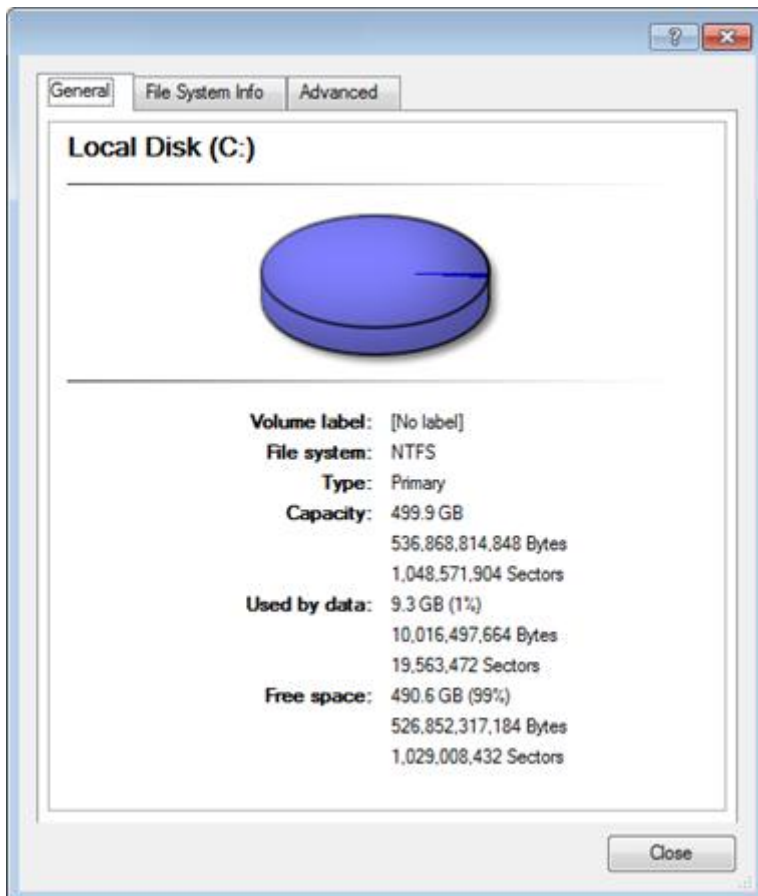 General File System Info Advanced
Local Disk (C:)
Volume label: [No label]
File system: NTFS
Type: Primary
Capacity: 499.9 GB
536,868,814,848 Bytes
1,048,571,904 Sectors
Used by data: 9.3 GB (1%)
10,016,497,664 Bytes
19,563,472 Sectors
Free space: 490.6 GB (99%)
526,852,317,184 Bytes
1,029,008,432 Sectors
Close